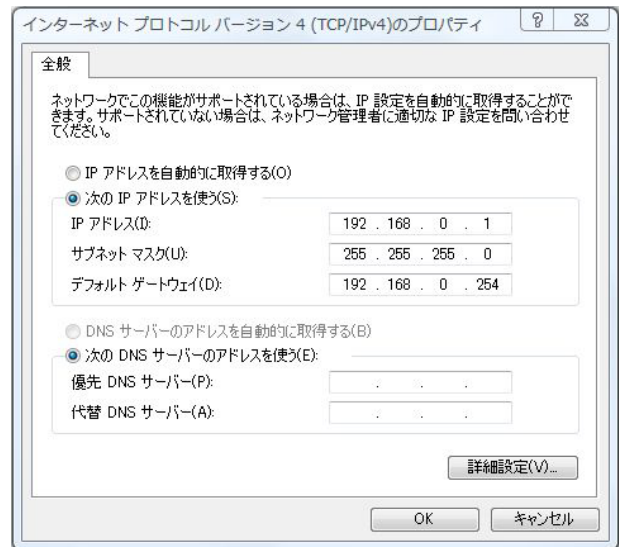 インターネット プロトコル バージョン 4 (TCP/IPv4)のプロパティ
全般
ネットワークでこの機能がサポートされている場合は、IP 設定を自動的に取得することがで
きます。サポートされていない場合は、ネットワーク管理者に適切な IP 設定を問い合わせ
てください。
IP アドレスを自動的に取得する(O)
次の IP アドレスを使う(S):
IP アドレス(I): 192 . 168 . 0 . 1
サブネット マスク(U): 255 . 255 . 255 . 0
デフォルト ゲートウェイ(D): 192 . 168 . 0 . 254
DNS サーバーのアドレスを自動的に取得する(B)
次の DNS サーバーのアドレスを使う(E):
優先 DNS サーバー(P): . . .
代替 DNS サーバー(A): . . .
詳細設定(V)...
OK キャンセル